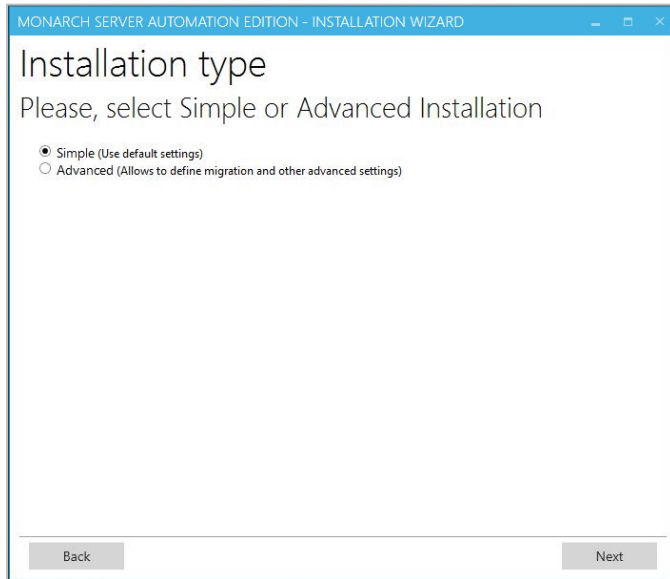 MONARCH SERVER AUTOMATION EDITION - INSTALLATION WIZARD
Installation type
Please, select Simple or Advanced Installation
Simple (Use default settings)
Advanced (Allows to define migration and other advanced settings)
Back
Next